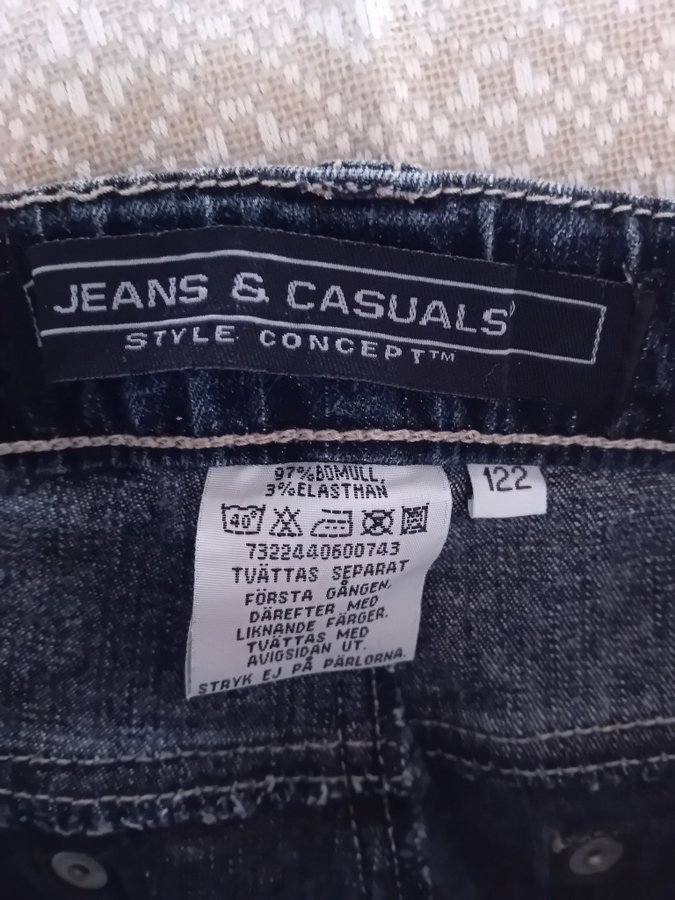 JEANS & CASUALS
STYLE CONCEPT™
97%BOMULL,
3%ELASTHAN
122
40°
7322440600743
TVÄTTAS SEPARAT
FÖRSTA GÅNGEN,
DÄREFTER MED
LIKNANDE FÄRGER.
TVÄTTAS MED
AVIGSIDAN UT.
STRYK EJ PÅ PÄRLORNA.